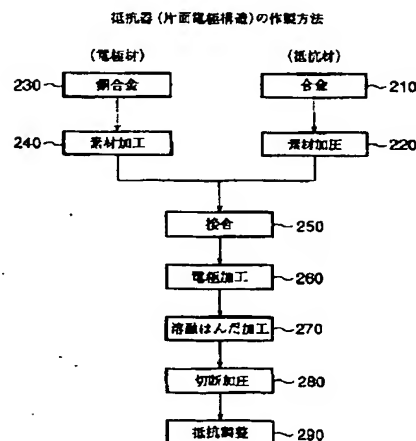 抵抗器(片面電極構造)の作製方法
(電極材) (抵抗材)
230 銅合金 合金 210
240 素材加工 素材加圧 220
接合 250
電極加工 260
溶融はんだ加工 270
切断加圧 280
抵抗調整 290